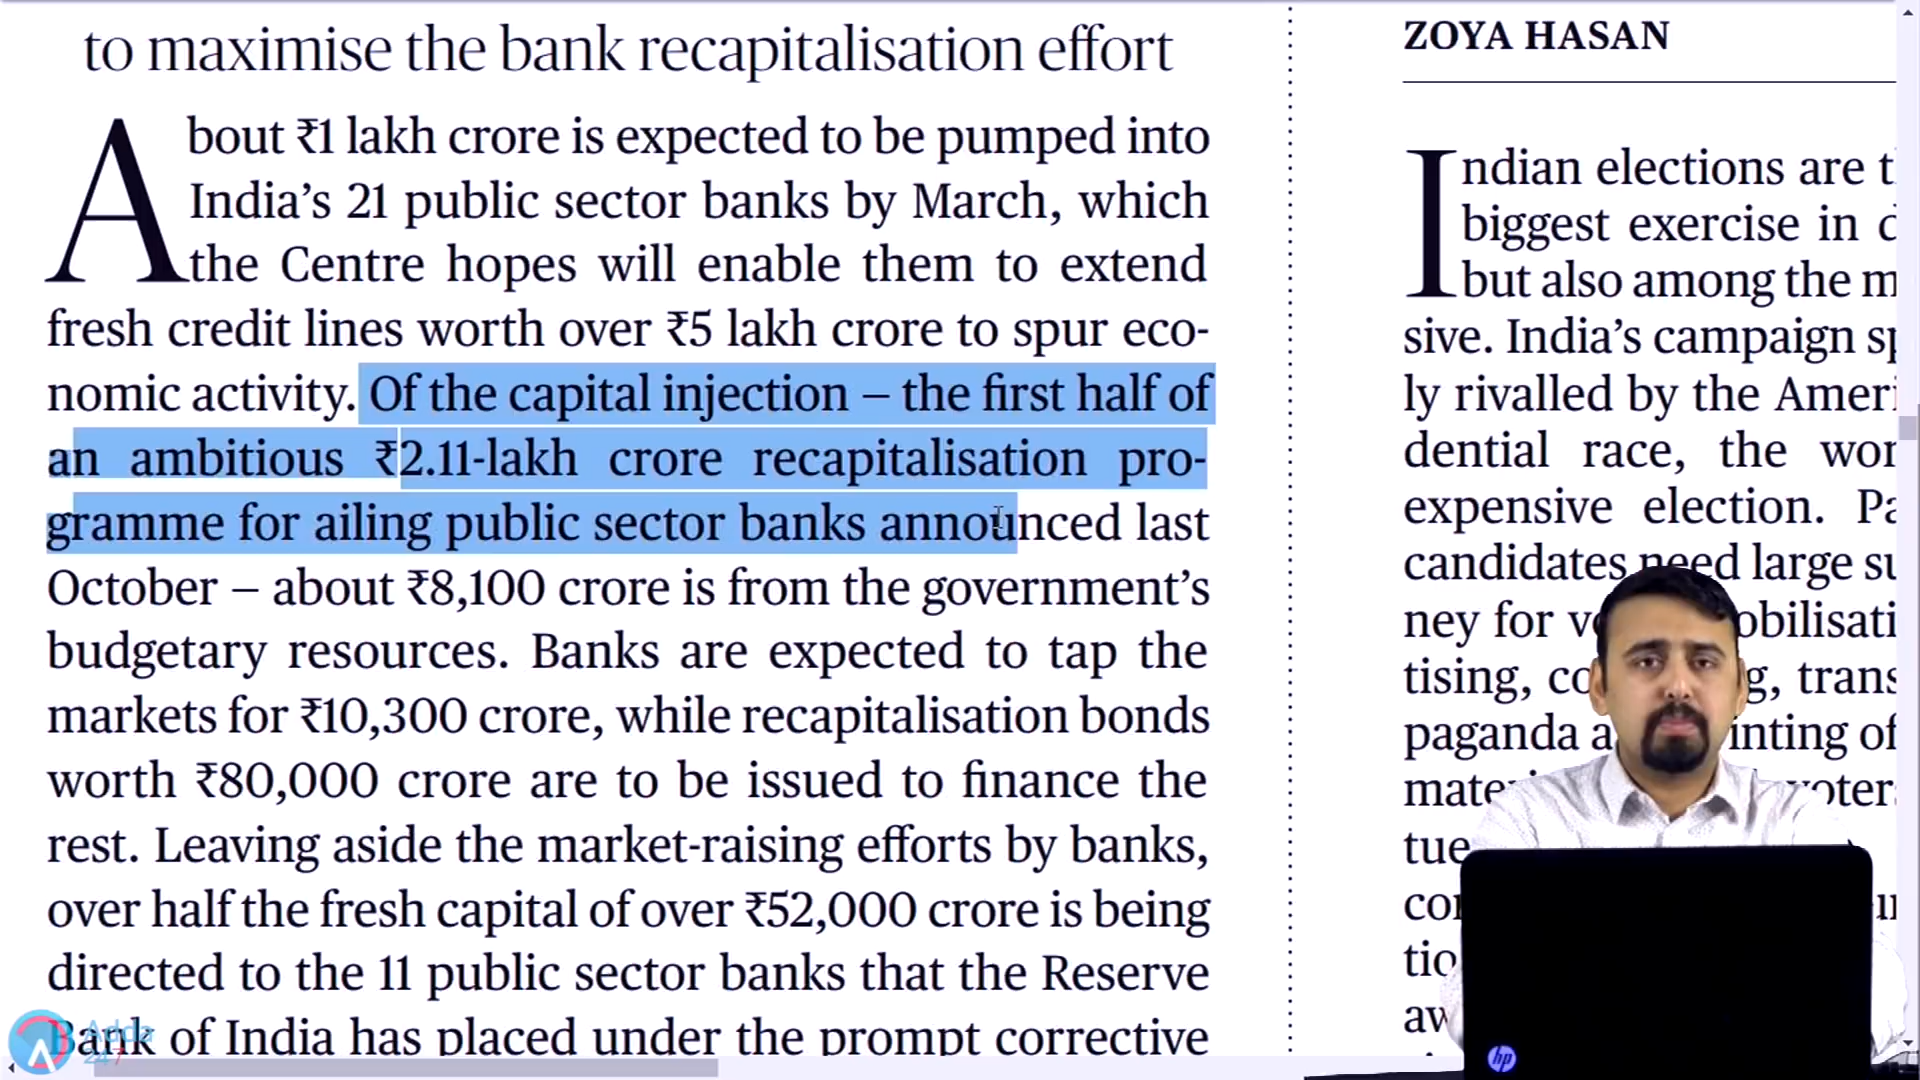 to maximise the bank recapitalisation effort
About ₹1 lakh crore is expected to be pumped into
India’s 21 public sector banks by March, which
the Centre hopes will enable them to extend
fresh credit lines worth over ₹5 lakh crore to spur eco-
nomic activity. Of the capital injection – the first half of
an ambitious ₹2.11-lakh crore recapitalisation pro-
gramme for ailing public sector banks announced last
October – about ₹8,100 crore is from the government’s
budgetary resources. Banks are expected to tap the
markets for ₹10,300 crore, while recapitalisation bonds
worth ₹80,000 crore are to be issued to finance the
rest. Leaving aside the market-raising efforts by banks,
over half the fresh capital of over ₹52,000 crore is being
directed to the 11 public sector banks that the Reserve
Bank of India has placed under the prompt corrective
ZOYA HASAN
Indian elections are
biggest exercise in
but also among the
sive. India’s campaign
ly rivalled by the
dential race, the
expensive election.
candidates need large
ney for
tising,
paganda
Adda
247
hp